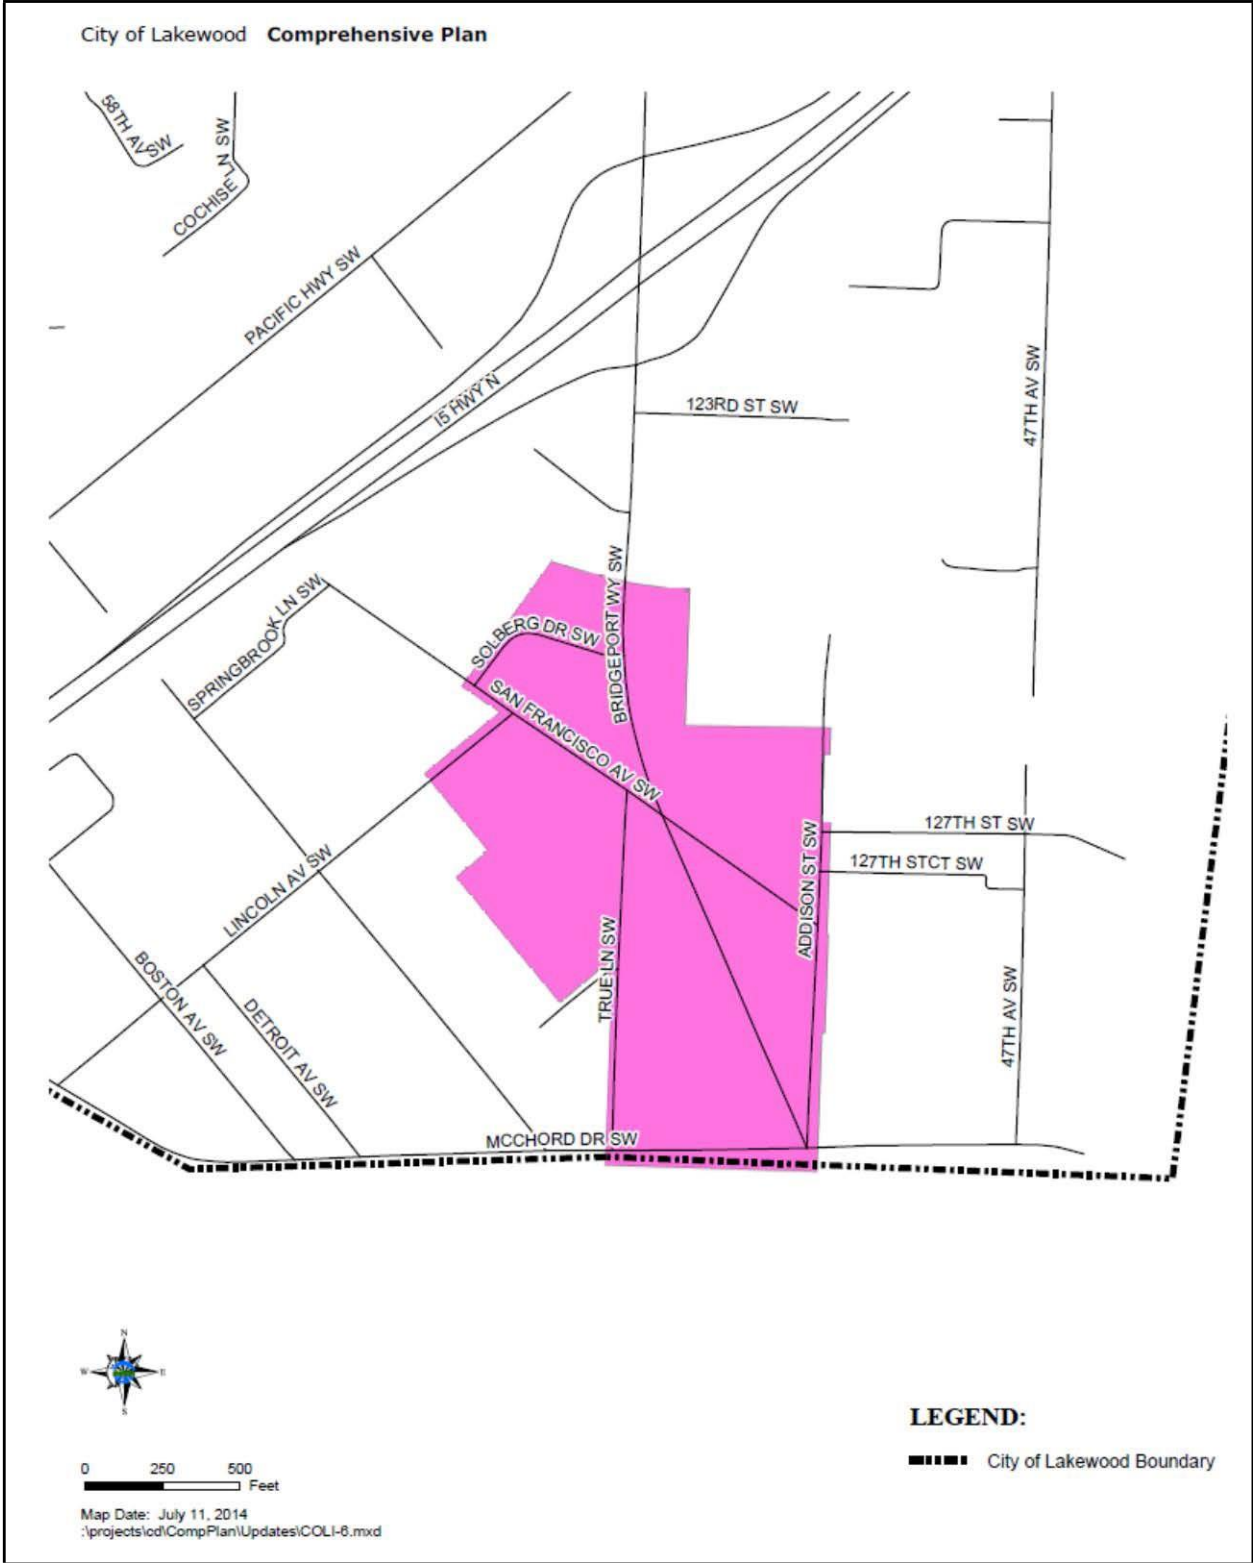 City of Lakewood Comprehensive Plan
58TH AV SW
COCHISE LN SW
PACIFIC HWY SW
I5 HWY N
123RD ST SW
47TH AV SW
BRIDGEPORT WY SW
SPRINGBROOK LN SW
SOLBERG DR SW
SAN FRANCISCO AV SW
127TH ST SW
127TH STCT SW
ADDISON ST SW
LINCOLN AV SW
TRUE LN SW
BOSTON AV SW
DETROIT AV SW
47TH AV SW
MCCHORD DR SW
N
W E
S
LEGEND:
City of Lakewood Boundary
0 250 500
Feet
Map Date: July 11, 2014
:\projects\cd\CompPlan\Updates\COLI-6.mxd